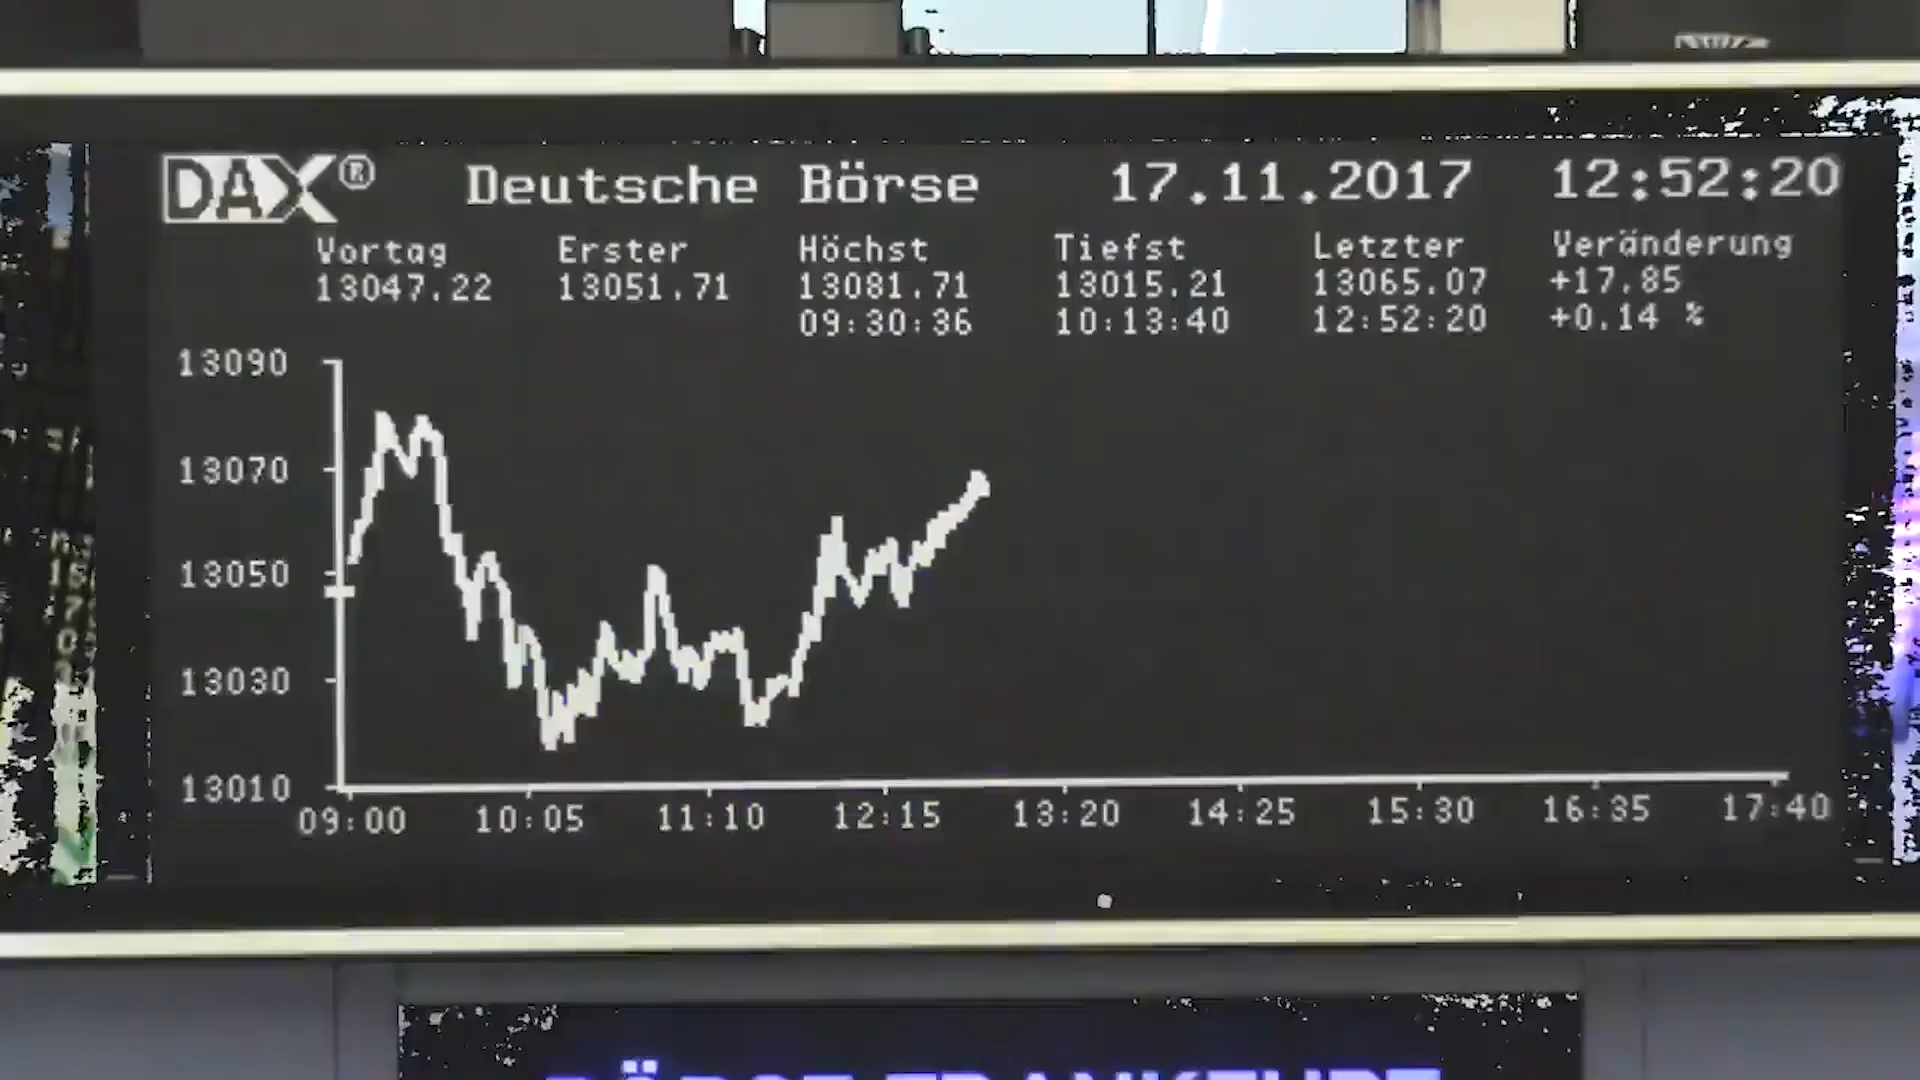 DAX® Deutsche Börse 17.11.2017 12:52:20
Vortag Erster Höchst Tiefst Letzter Veränderung
13047.22 13051.71 13081.71 13015.21 13065.07 +17.85
09:30:36 10:13:40 12:52:20 +0.14 %
13090
13070
13050
13030
13010
09:00 10:05 11:10 12:15 13:20 14:25 15:30 16:35 17:40
BÖRSE FRANKFURT